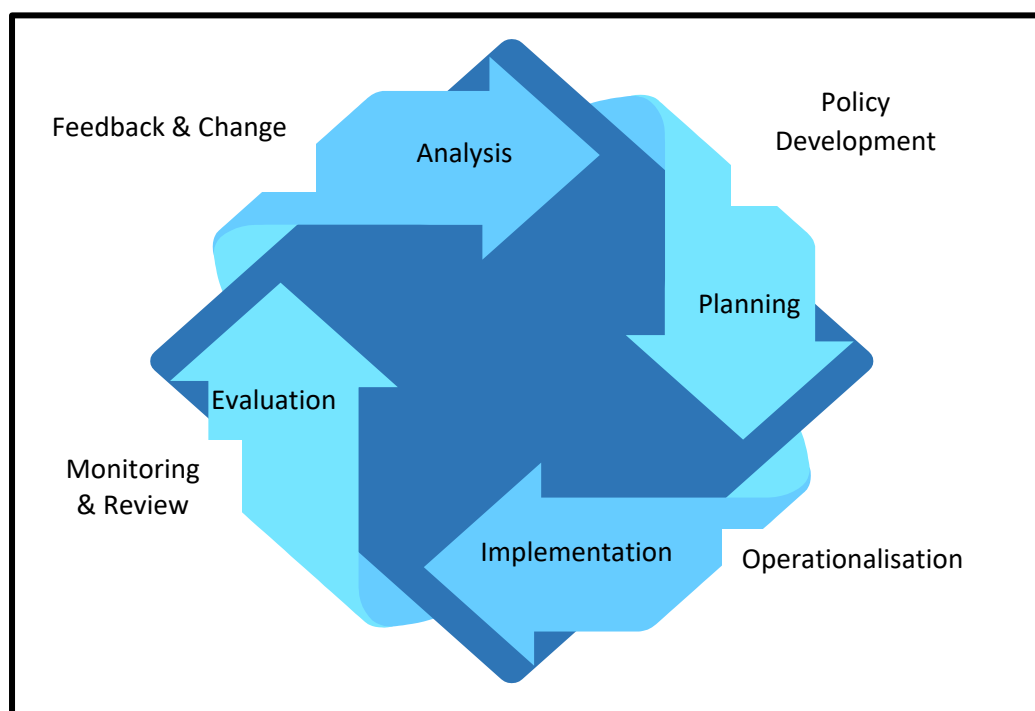 Feedback & Change
Analysis
Policy
Development
Planning
Evaluation
Monitoring
& Review
Implementation
Operationalisation